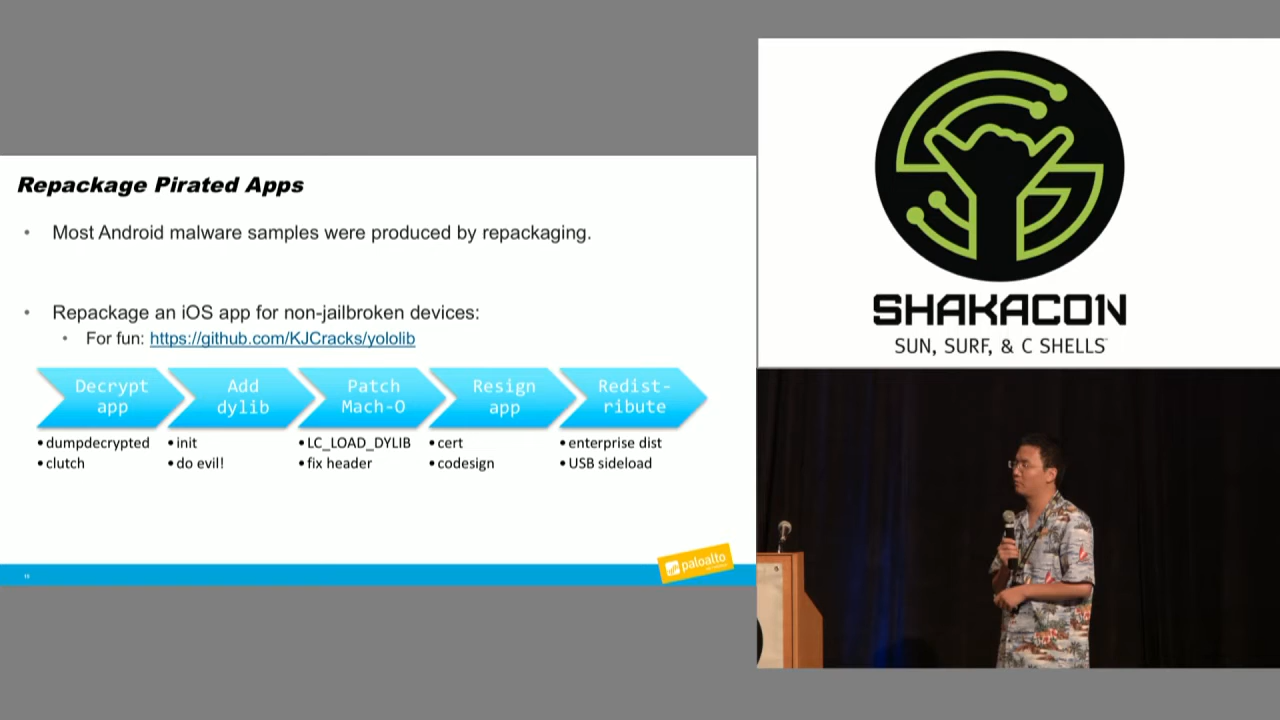 Repackage Pirated Apps
• Most Android malware samples were produced by repackaging.
• Repackage an iOS app for non-jailbroken devices:
• For fun: https://github.com/KJCracks/yololib
Decrypt
app
• dumpdecrypted
• clutch
Add
dylib
• init
• do evil!
Patch
Mach-O
• LC_LOAD_DYLIB
• fix header
Resign
app
• cert
• codesign
Redist-
ribute
• enterprise dist
• USB sideload
paloalto
SHAKACON
SUN, SURF, & C SHELLS